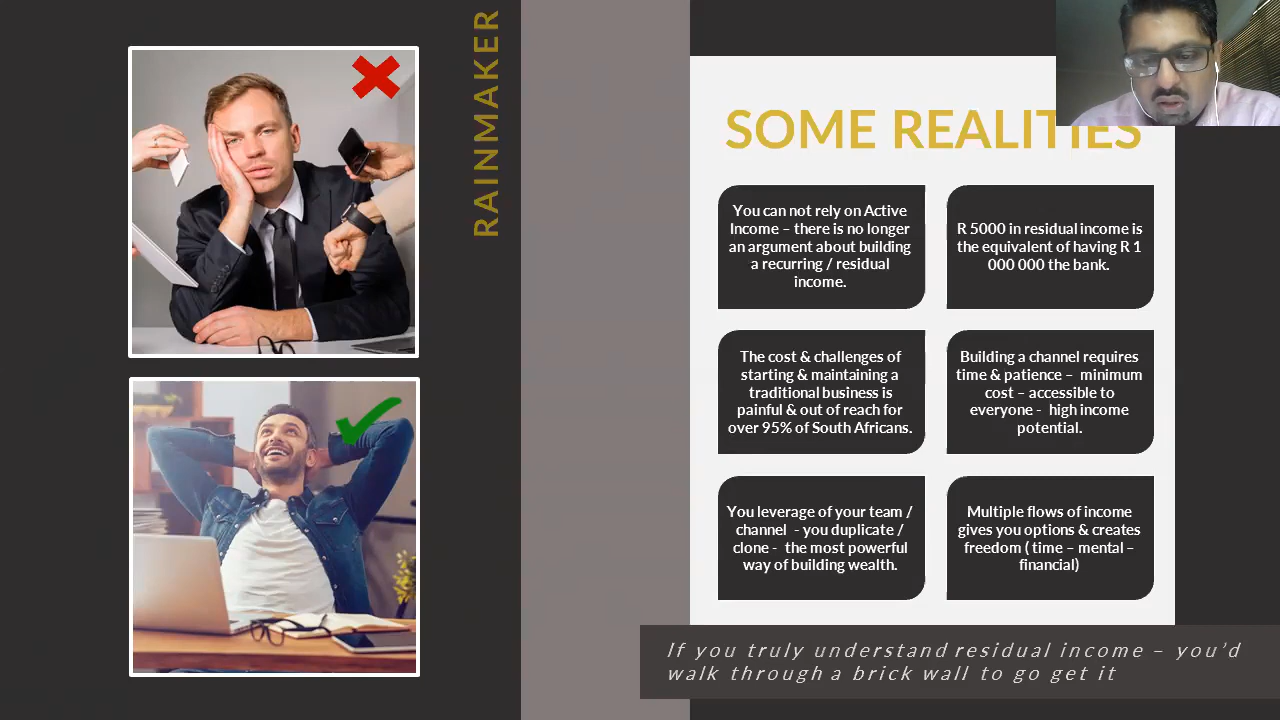 RAINMAKER
SOME REALITIES
You can not rely on Active
Income – there is no longer
an argument about building
a recurring / residual
income.
R 5000 in residual income is
the equivalent of having R 1
000 000 the bank.
The cost & challenges of
starting & maintaining a
traditional business is
painful & out of reach for
over 95% of South Africans.
Building a channel requires
time & patience –  minimum
cost – accessible to
everyone -  high income
potential.
You leverage of your team /
channel  - you duplicate /
clone -  the most powerful
way of building wealth.
Multiple flows of income
gives you options & creates
freedom ( time – mental –
financial)
If you truly understand residual income – you’d
walk through a brick wall to go get it